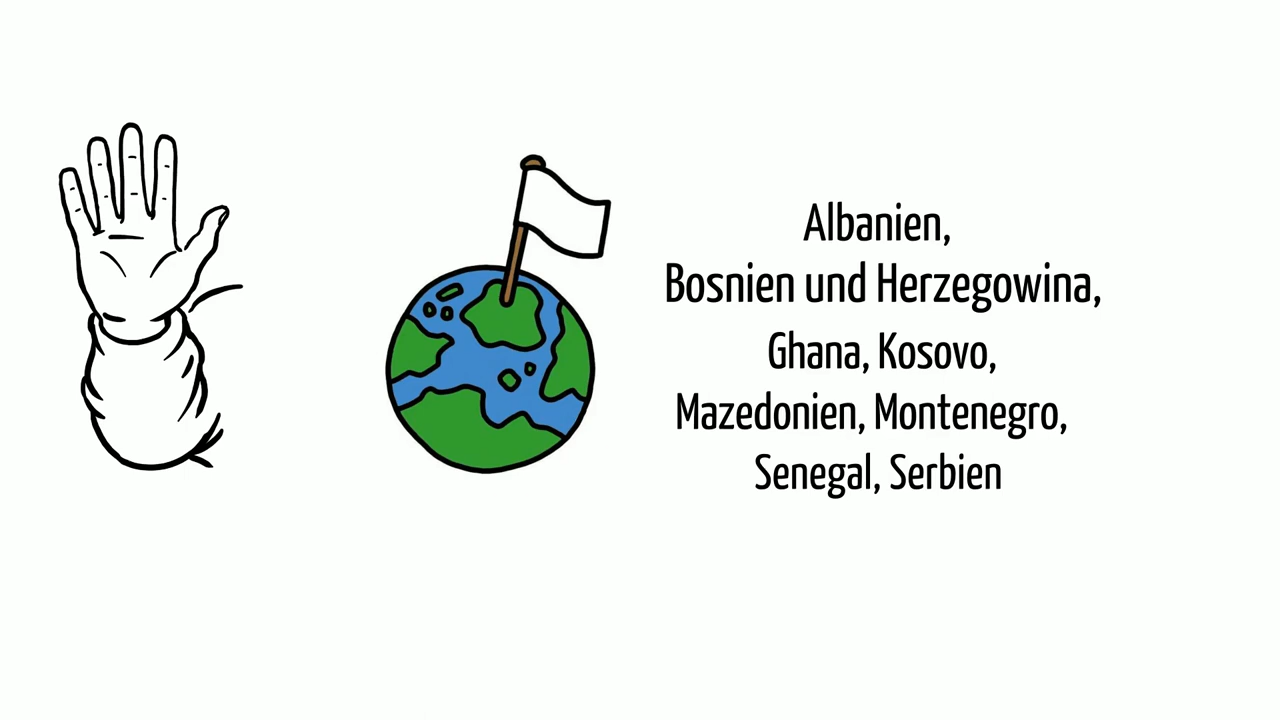 Albanien,
Bosnien und Herzegowina,
Ghana, Kosovo,
Mazedonien, Montenegro,
Senegal, Serbien